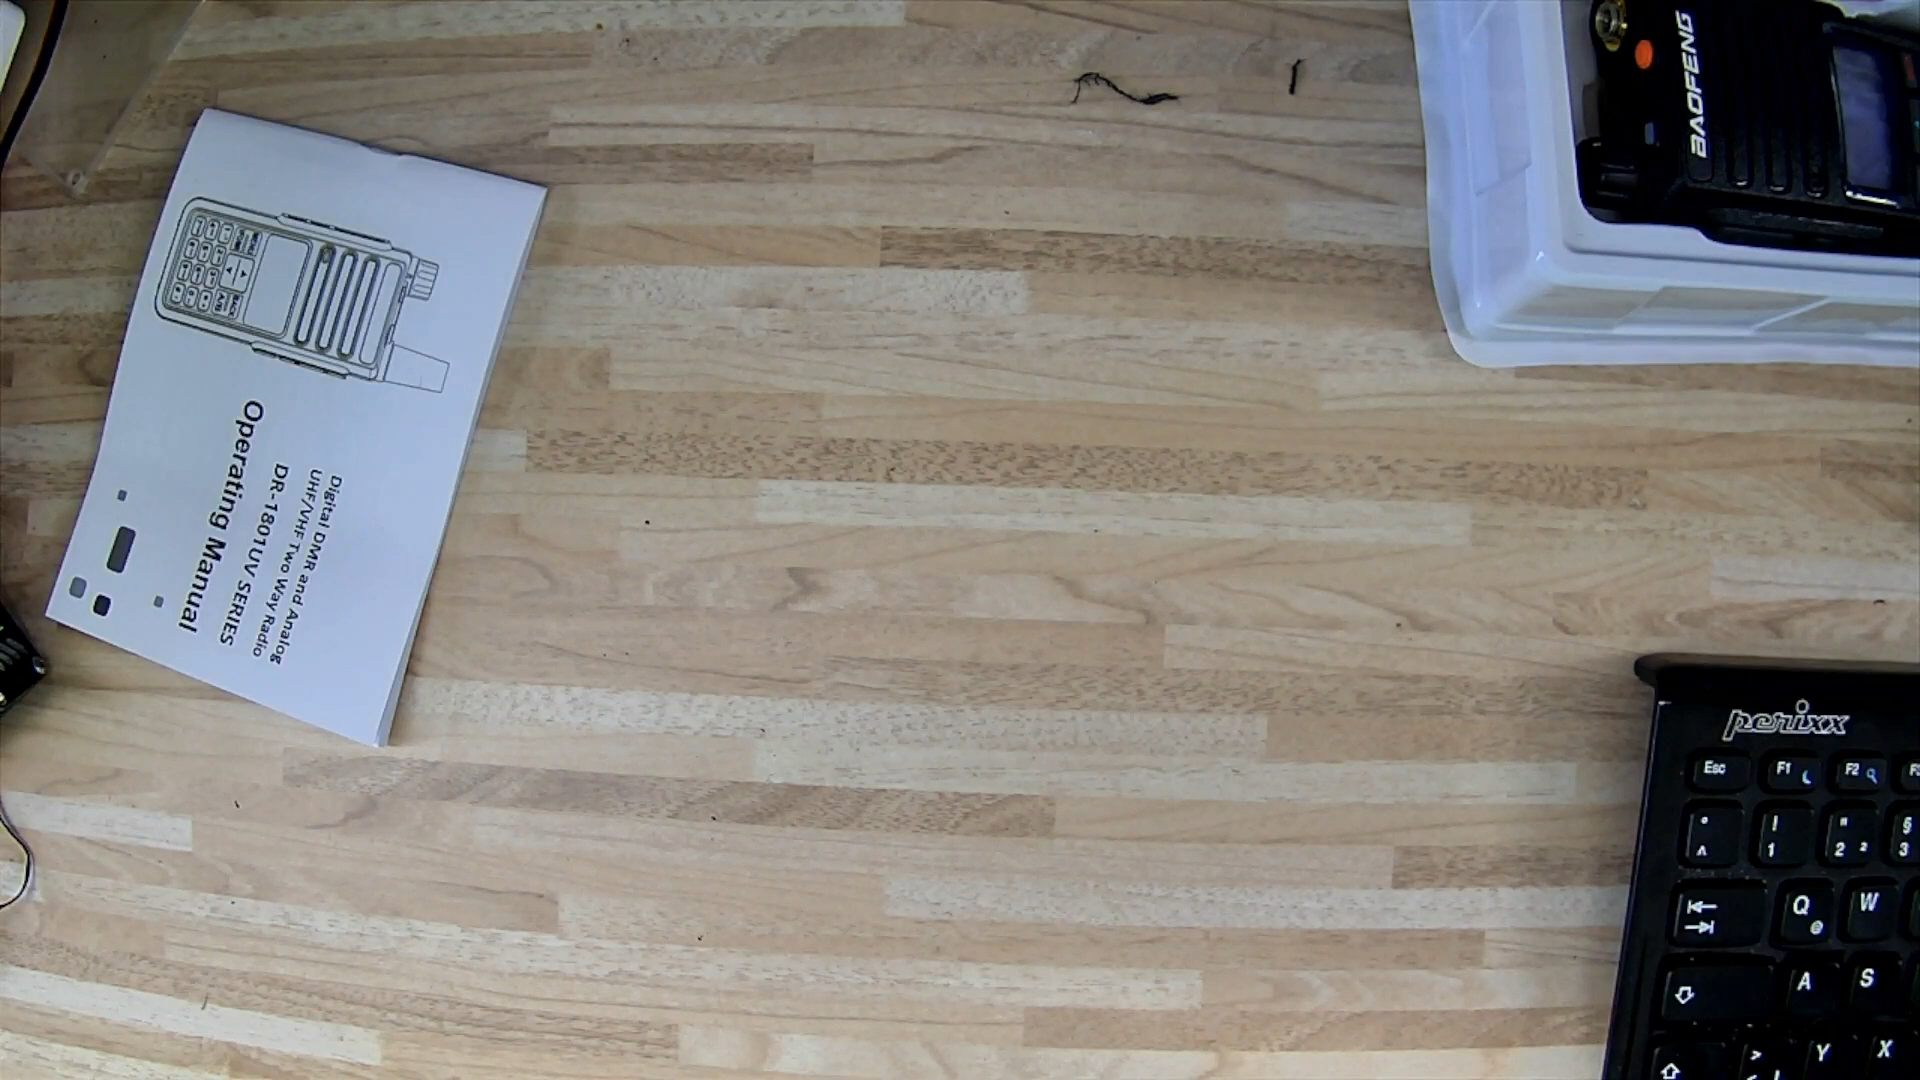 Digital DMR and Analog
UHF/VHF Two Way Radio
DR-1801UV SERIES
Operating Manual
BAOFENG
perixx
Esc F1 F2
° ! " §
^ 1 2 ² 3
Q W
@
A S
> Y X